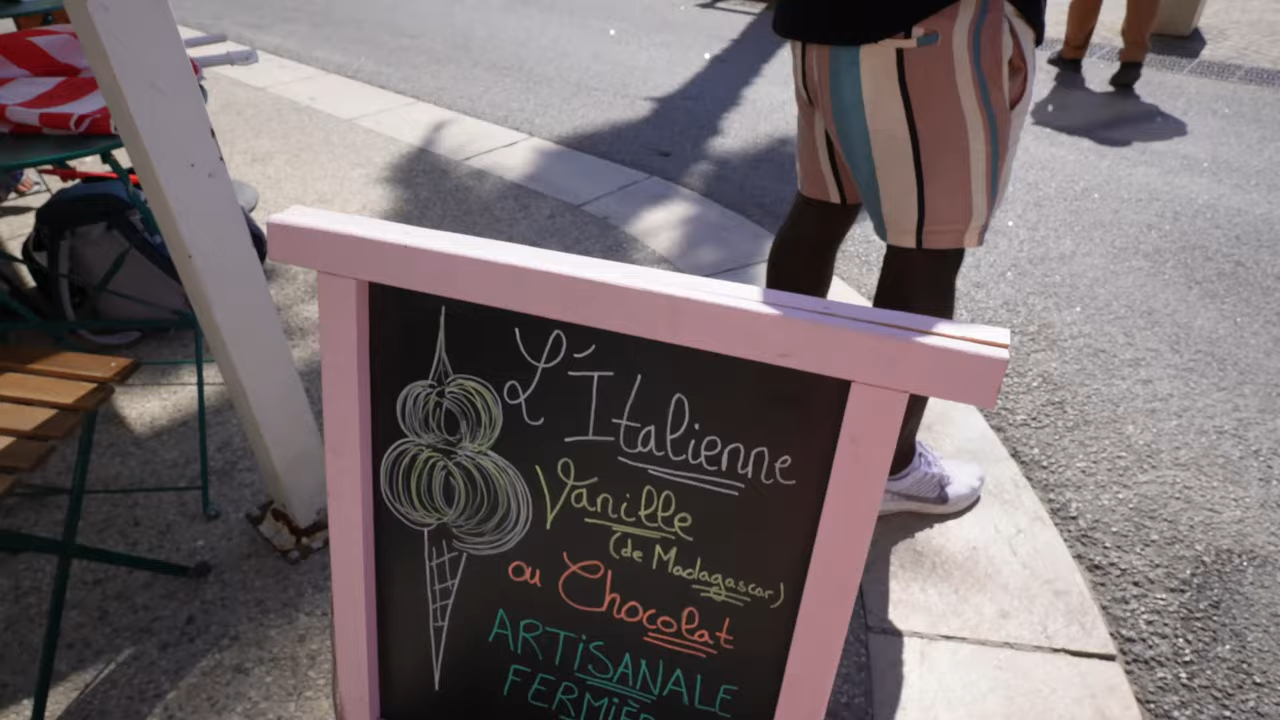 L'Italienne
Vanille
(de Madagascar)
ou Chocolat
ARTiSANALE